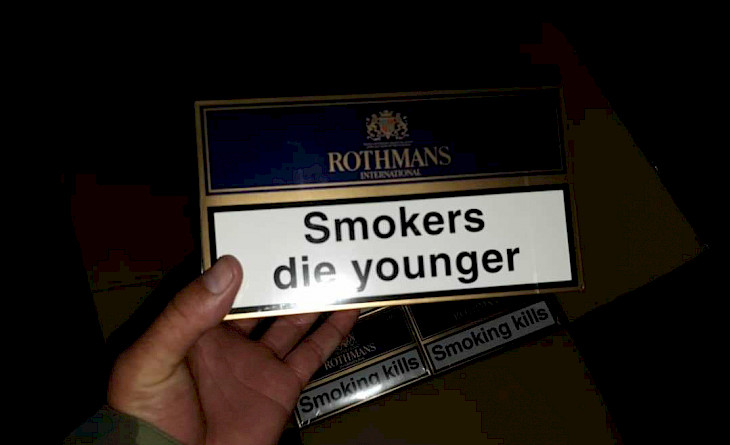 ROTHMANS
INTERNATIONAL
Smokers
die younger
ROTHMANS
Smoking kills
Smoking kills